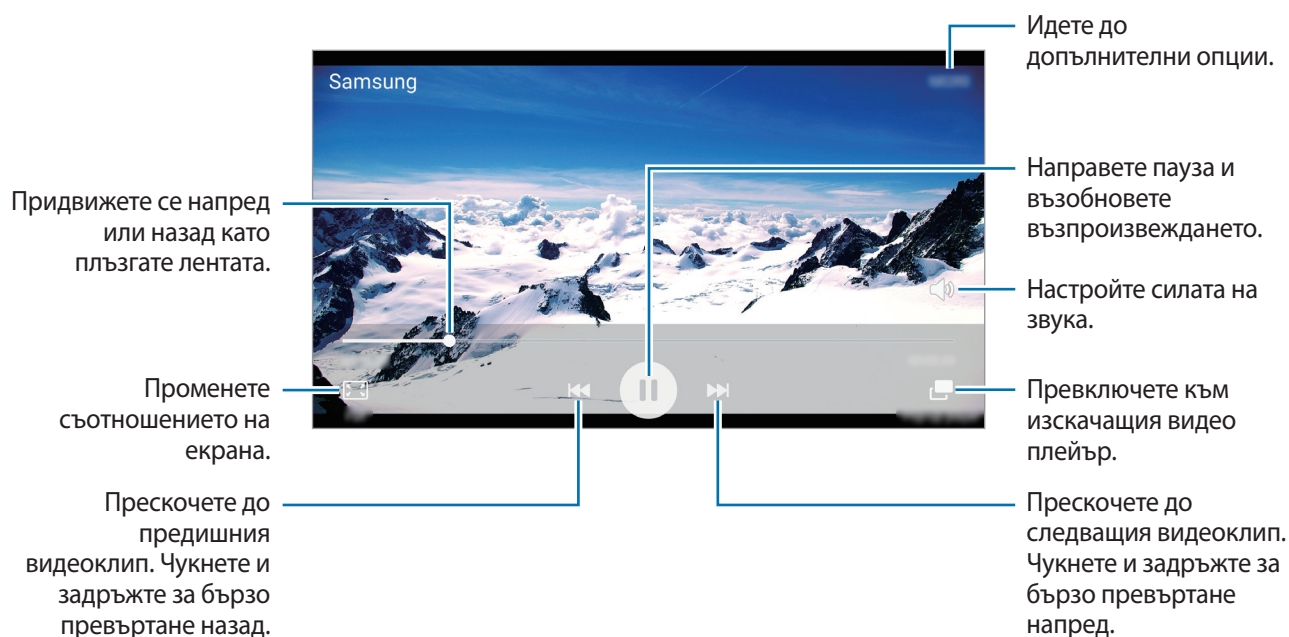 Идете до
допълнителни опции.
Samsung
Направете пауза и
възобновете
възпроизвеждането.
Придвижете се напред
или назад като
плъзгате лентата.
Настройте силата на
звука.
Променете
съотношението на
екрана.
Превключете към
изскачащия видео
плейър.
Прескочете до
предишния
видеоклип. Чукнете и
задръжте за бързо
превъртане назад.
Прескочете до
следващия видеоклип.
Чукнете и задръжте за
бързо превъртане
напред.